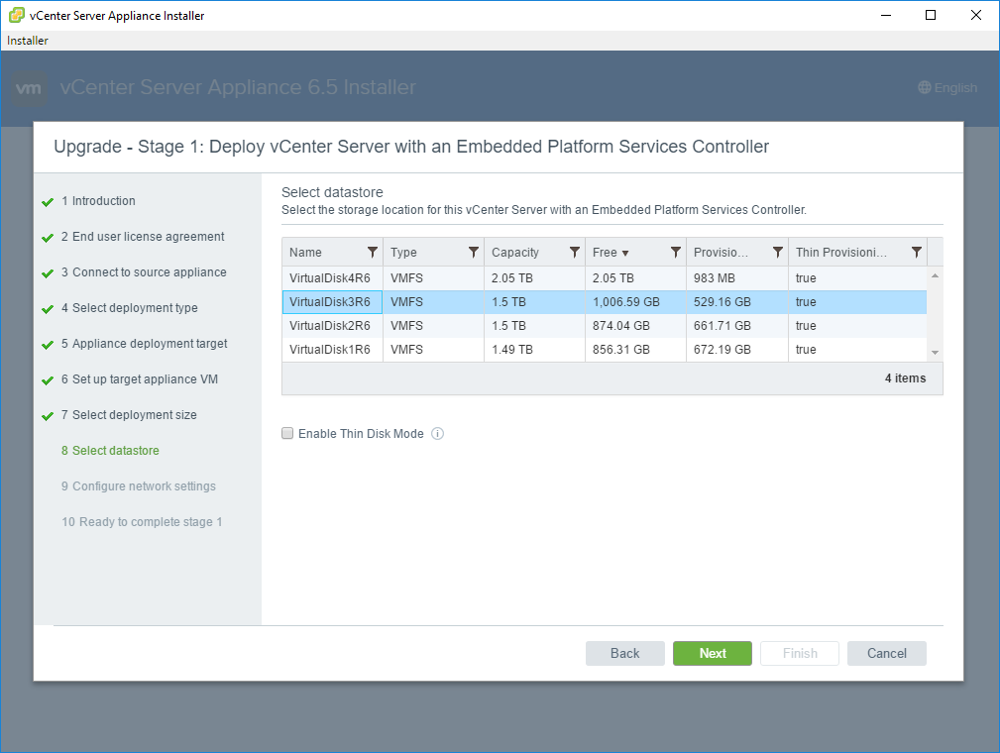 vCenter Server Appliance Installer
Installer
vm vCenter Server Appliance 6.5 Installer English
Upgrade - Stage 1: Deploy vCenter Server with an Embedded Platform Services Controller
1 Introduction
2 End user license agreement
3 Connect to source appliance
4 Select deployment type
5 Appliance deployment target
6 Set up target appliance VM
7 Select deployment size
8 Select datastore
9 Configure network settings
10 Ready to complete stage 1
Select datastore
Select the storage location for this vCenter Server with an Embedded Platform Services Controller.
Name Type Capacity Free Provisio... Thin Provisioni...
VirtualDisk4R6 VMFS 2.05 TB 2.05 TB 983 MB true
VirtualDisk3R6 VMFS 1.5 TB 1,006.59 GB 529.16 GB true
VirtualDisk2R6 VMFS 1.5 TB 874.04 GB 661.71 GB true
VirtualDisk1R6 VMFS 1.49 TB 856.31 GB 672.19 GB true
4 items
Enable Thin Disk Mode
Back Next Finish Cancel